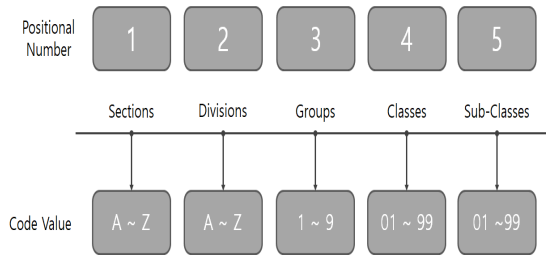 Positional
Number
1 2 3 4 5
Sections Divisions Groups Classes Sub-Classes
Code Value
A ~ Z A ~ Z 1 ~ 9 01 ~ 99 01 ~99